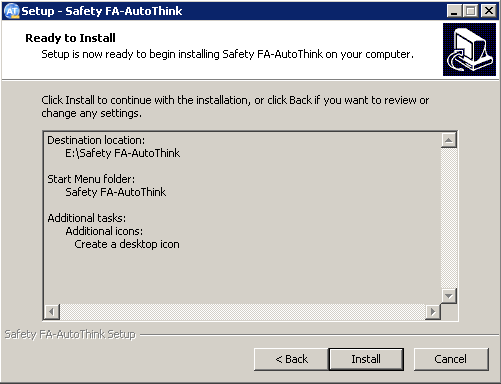 AT Setup - Safety FA-AutoThink
Ready to Install
Setup is now ready to begin installing Safety FA-AutoThink on your computer.
Click Install to continue with the installation, or click Back if you want to review or
change any settings.
Destination location:
E:\Safety FA-AutoThink
Start Menu folder:
Safety FA-AutoThink
Additional tasks:
Additional icons:
Create a desktop icon
Safety FA-AutoThink Setup
< Back
Install
Cancel